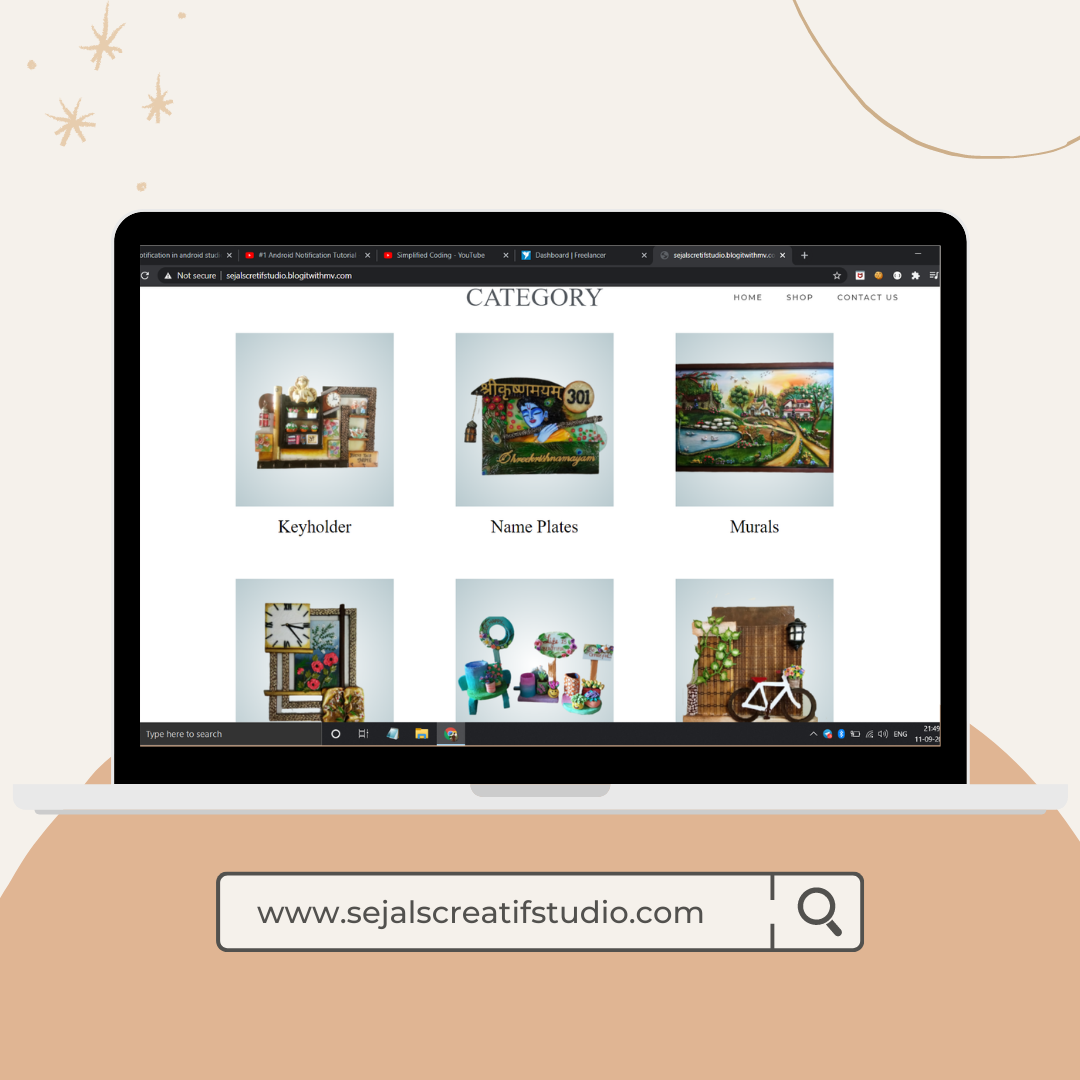 otification in android studi
#1 Android Notification Tutorial
Simplified Coding - YouTube
Dashboard | Freelancer
sejalscretifstudio.blogitwithmv.co
Not secure | sejalscretifstudio.blogitwithmv.com
CATEGORY
HOME SHOP CONTACT US
श्रीकृष्णमयम्
301
Shreekrishnamayam
Keyholder
Name Plates
Murals
Type here to search
ENG
21:49
11-09-20
www.sejalscreatifstudio.com